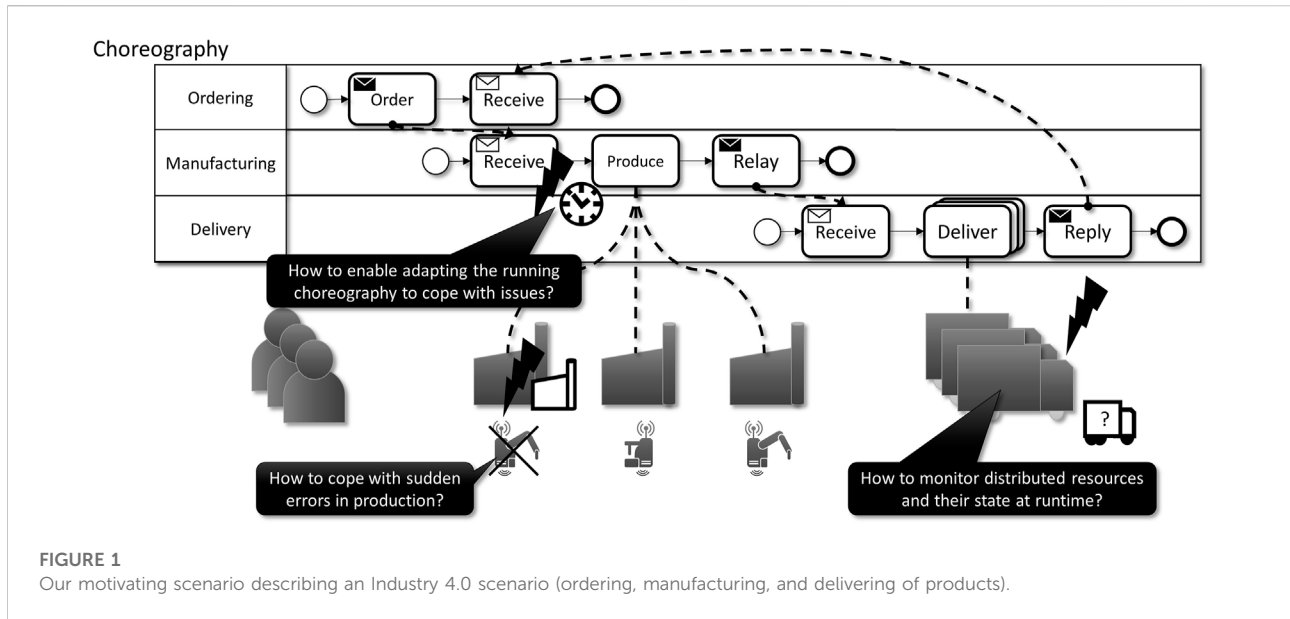 Choreography
Ordering
Order
Receive
Manufacturing
Receive
Produce
Relay
Delivery
Receive
Deliver
Reply
How to enable adapting the running
choreography to cope with issues?
?
How to cope with sudden
errors in production?
How to monitor distributed resources
and their state at runtime?
FIGURE 1
Our motivating scenario describing an Industry 4.0 scenario (ordering, manufacturing, and delivering of products).